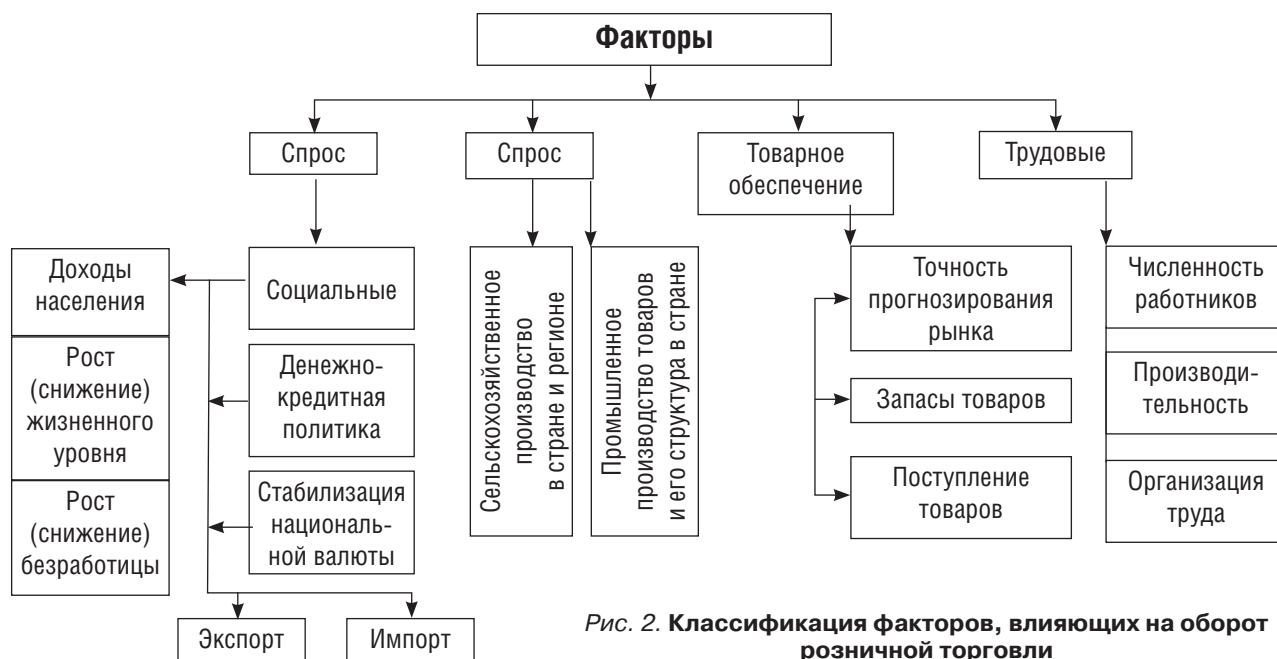 Факторы
Спрос
Спрос
Товарное
обеспечение
Трудовые
Доходы
населения
Социальные
Сельскохозяйственное
производство
в стране и регионе
Промышленное
производство товаров
и его структура в стране
Точность
прогнозирования
рынка
Численность
работников
Рост
(снижение)
жизненного
уровня
Денежно-
кредитная
политика
Запасы товаров
Производи-
тельность
Рост
(снижение)
безработицы
Стабилизация
националь-
ной валюты
Поступление
товаров
Организация
труда
Экспорт
Импорт
Рис. 2. Классификация факторов, влияющих на оборот
розничной торговли